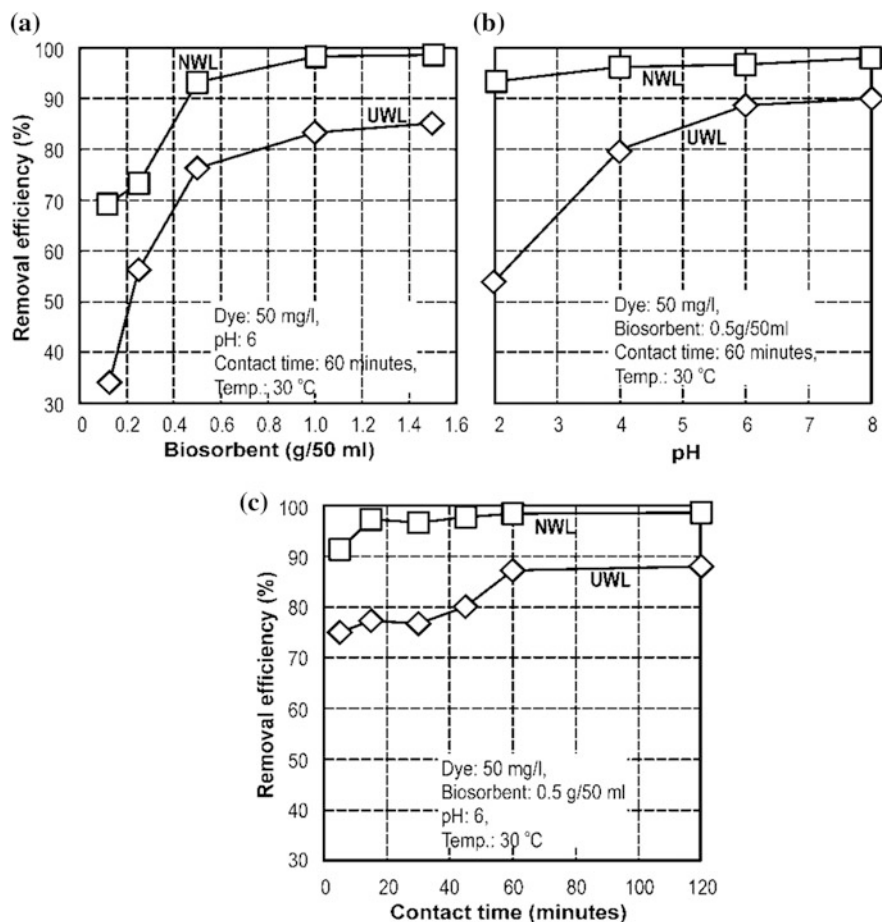 (a)
100
90
80
70
60
50
40
30
Removal efficiency (%)
NWL
UWL
Dye: 50 mg/l,
pH: 6
Contact time: 60 minutes,
Temp.: 30 °C
0.2 0.4 0.6 0.8 1.0 1.2 1.4 1.6
Biosorbent (g/50 ml)
(b)
NWL
UWL
Dye: 50 mg/l,
Biosorbent: 0.5g/50ml
Contact time: 60 minutes,
Temp.: 30 °C
2 4 5 6 7 8
pH
(c)
100
90
80
70
60
50
40
30
Removal efficiency (%)
NWL
UWL
Dye: 50 mg/l,
Biosorbent: 0.5 g/50 ml
pH: 6,
Temp.: 30 °C
0 20 40 60 80 100 120
Contact time (minutes)